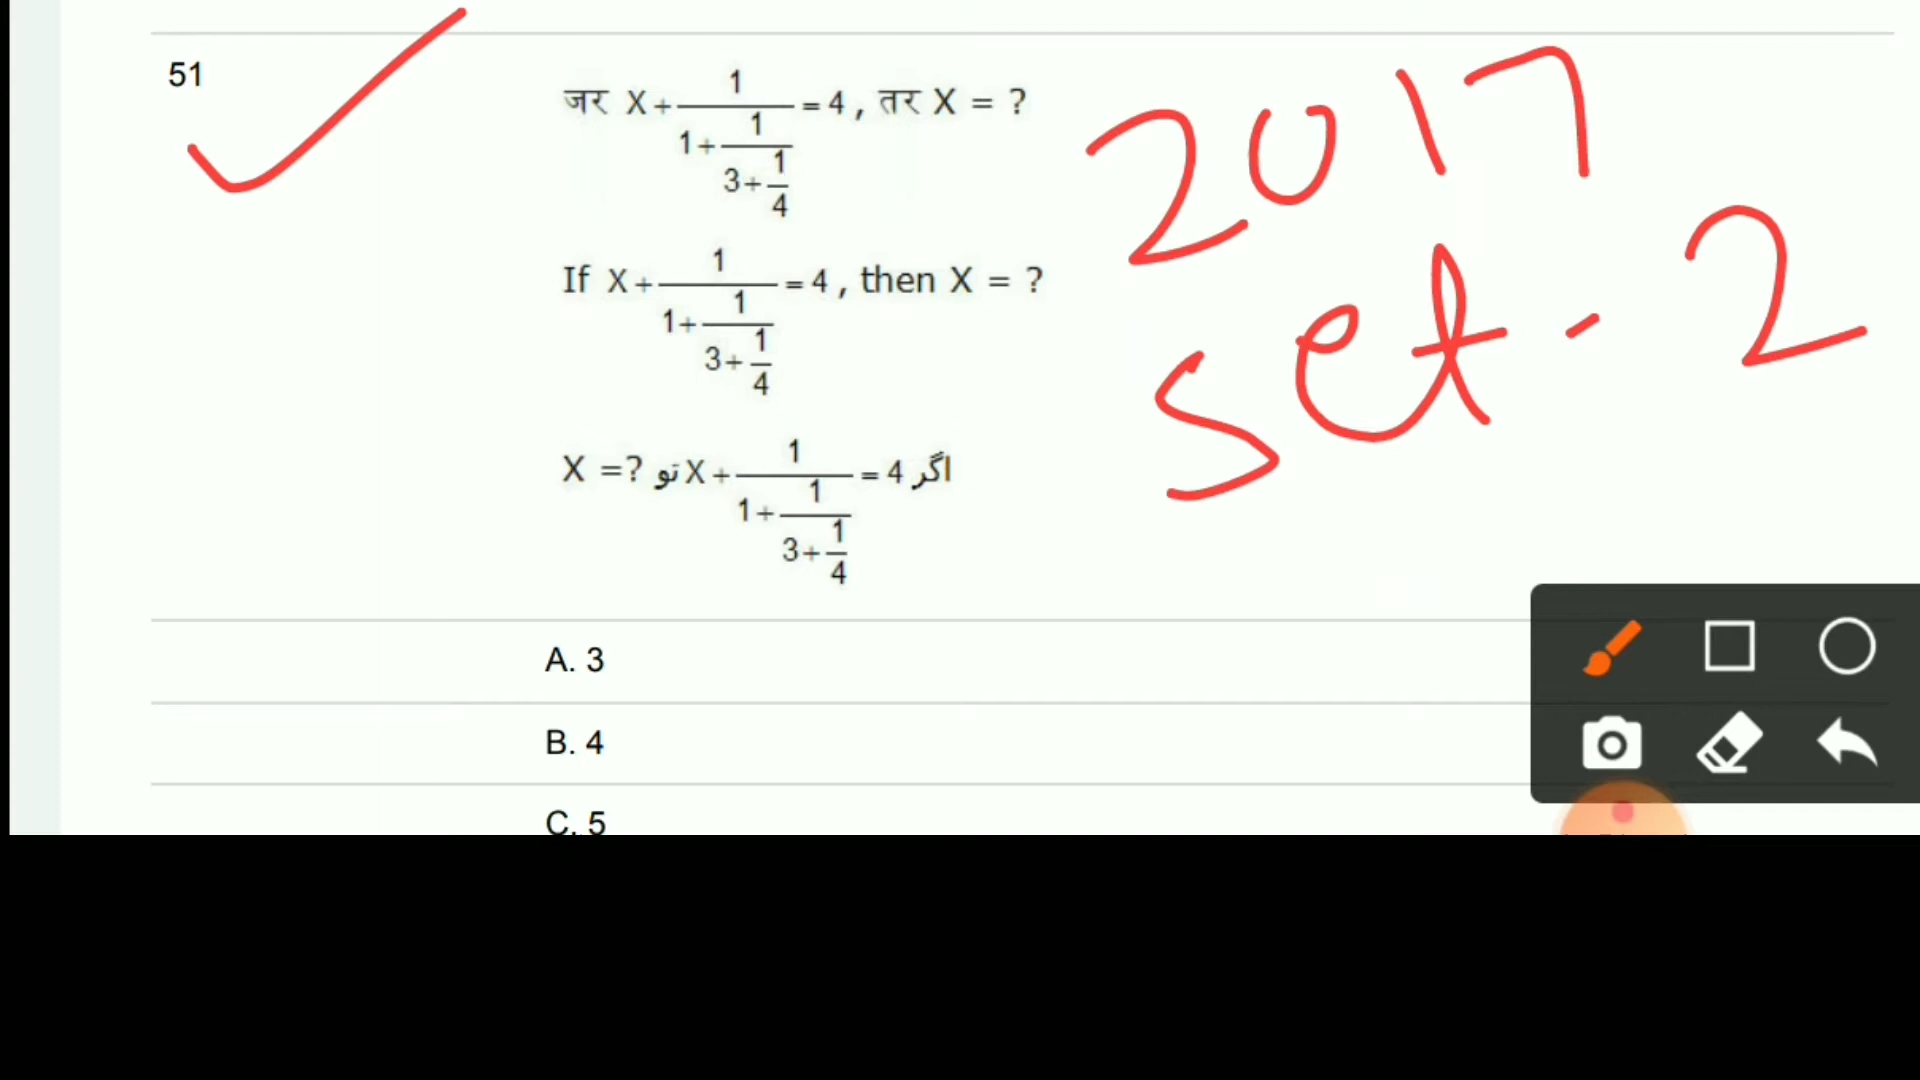 51
जर X+1/(1+1/(3+1/4))=4, तर X = ?
If X+1/(1+1/(3+1/4))=4, then X = ?
X =? تو X+1/(1+1/(3+1/4))=4 اگر
A. 3
B. 4
C. 5
2017
set - 2